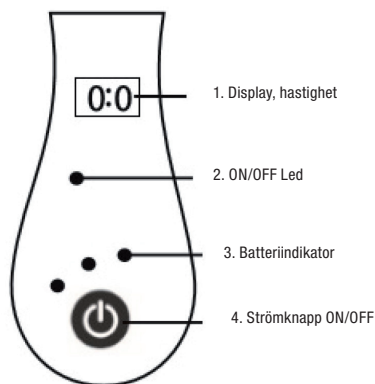 0:0
1. Display, hastighet
2. ON/OFF Led
3. Batteriindikator
4. Strömknapp ON/OFF